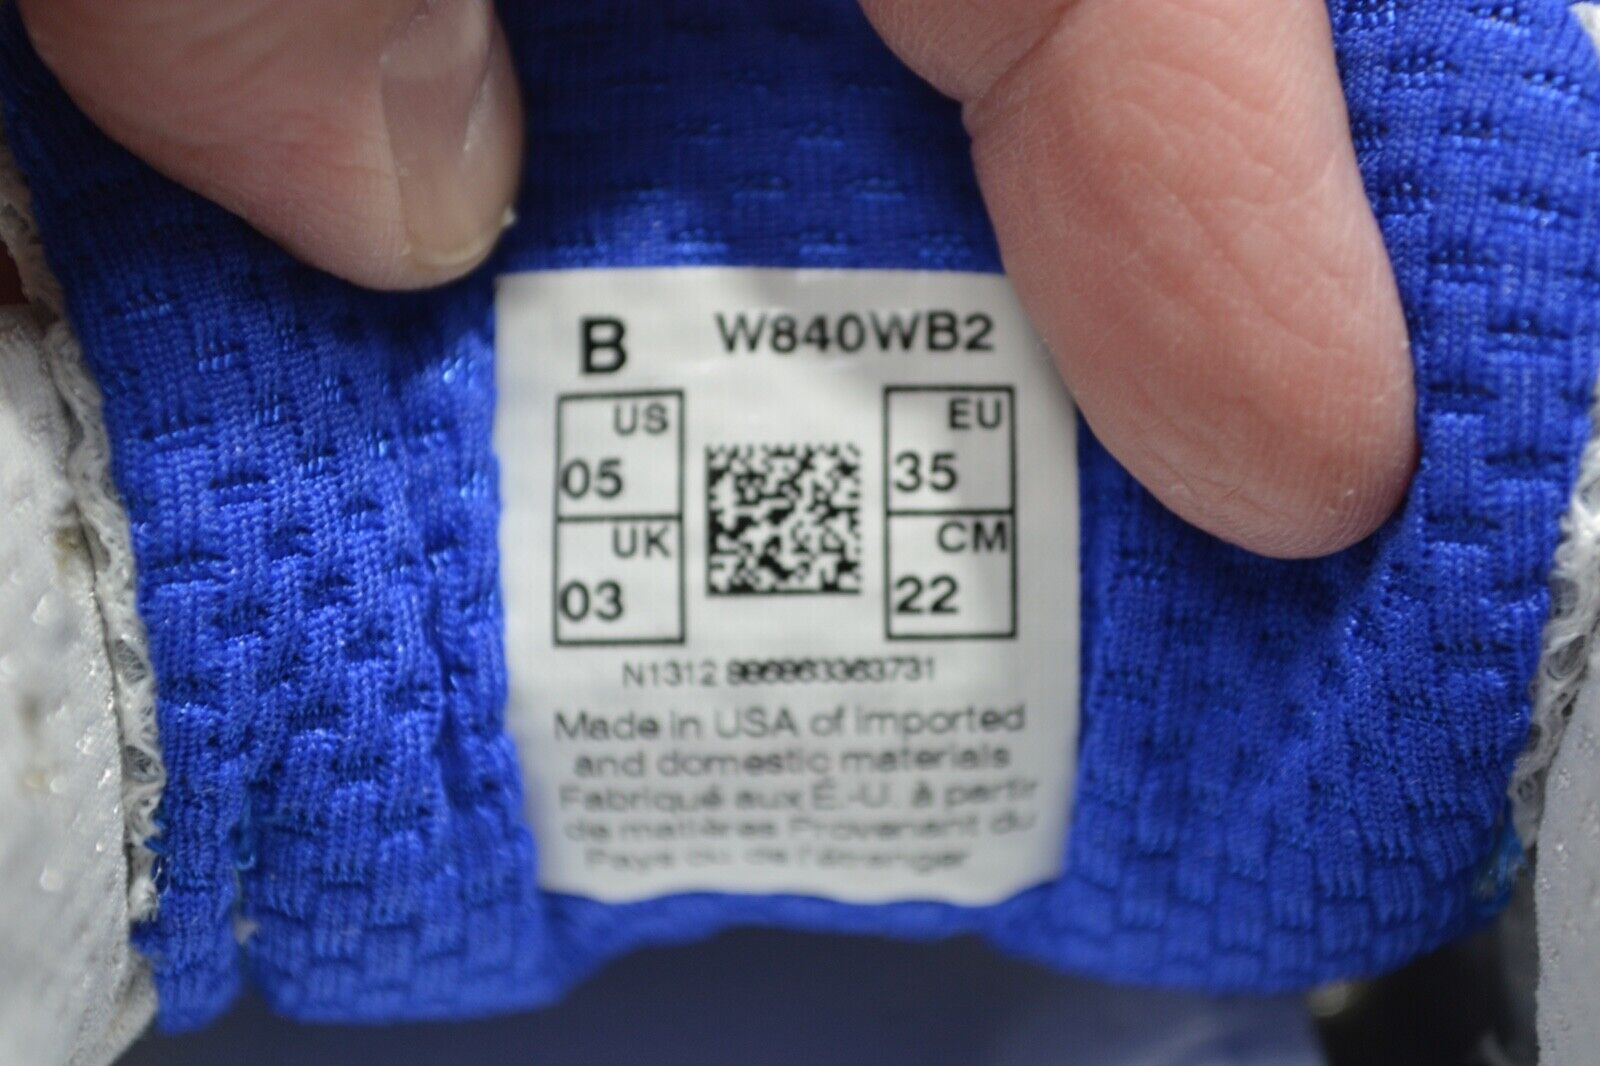 B W840WB2
US EU
05 35
UK CM
03 22
N1312
Made in USA of imported
and domestic materials
Fabriqué aux É.-U. à partir
de matières Provenant du
Pays ou de l'étranger